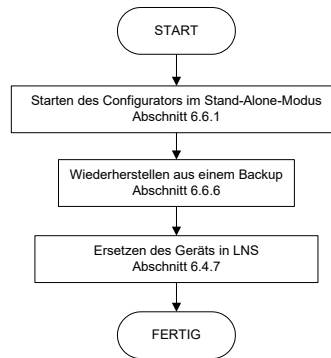 START
Starten des Configurators im Stand-Alone-Modus
Abschnitt 6.6.1
Wiederherstellen aus einem Backup
Abschnitt 6.6.6
Ersetzen des Geräts in LNS
Abschnitt 6.4.7
FERTIG